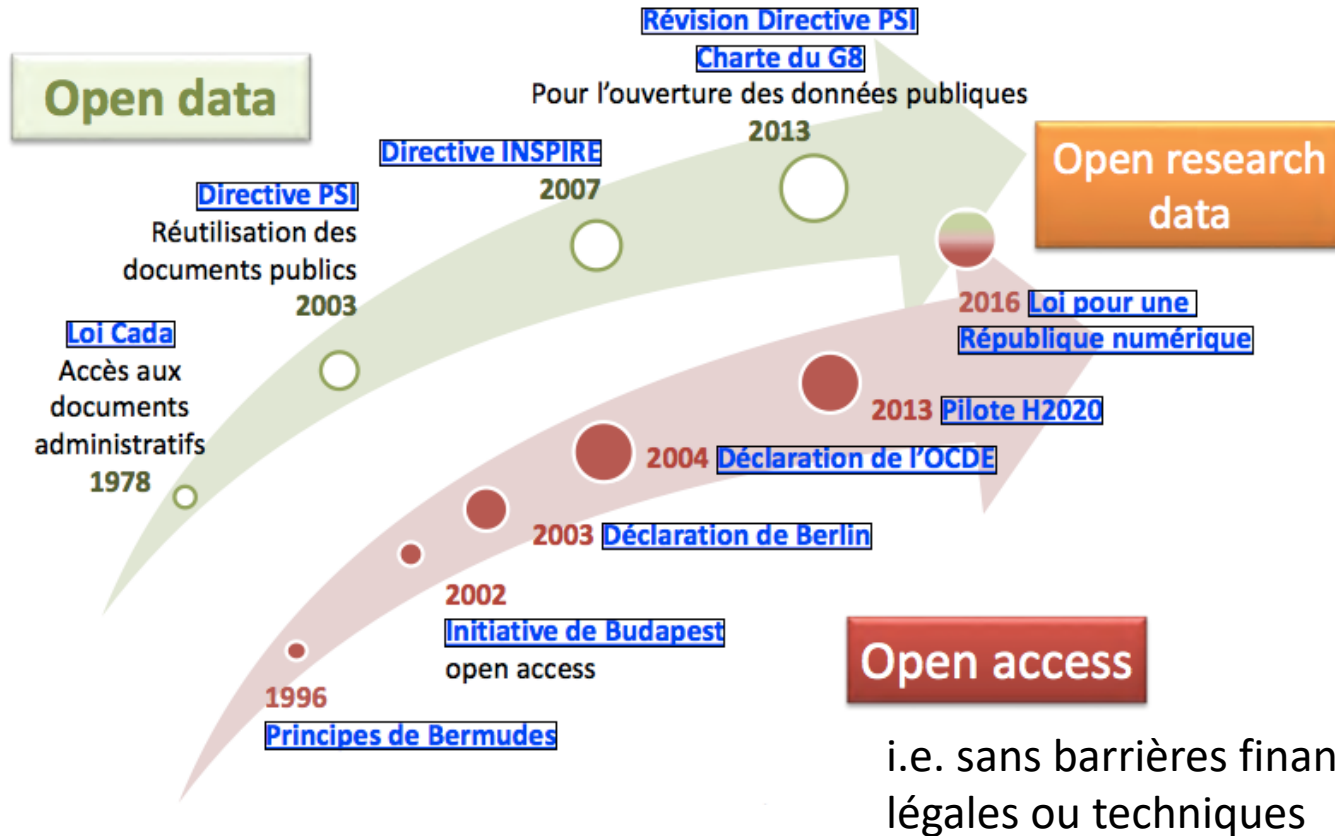 Révision Directive PSI
Charte du G8
Pour l'ouverture des données publiques
2013
Open data
Directive INSPIRE
2007
Open research
data
Directive PSI
Réutilisation des
documents publics
2003
Loi Cada
Accès aux
documents
administratifs
1978
2016 Loi pour une
République numérique
2013 Pilote H2020
2004 Déclaration de l'OCDE
2003 Déclaration de Berlin
2002
Initiative de Budapest
open access
1996
Principes de Bermudes
Open access
i.e. sans barrières finan
légales ou techniques